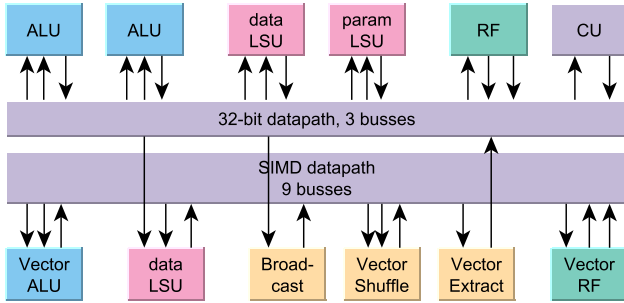 ALU
ALU
data
LSU
param
LSU
RF
CU
32-bit datapath, 3 busses
SIMD datapath
9 busses
Vector
ALU
data
LSU
Broad-
cast
Vector
Shuffle
Vector
Extract
Vector
RF